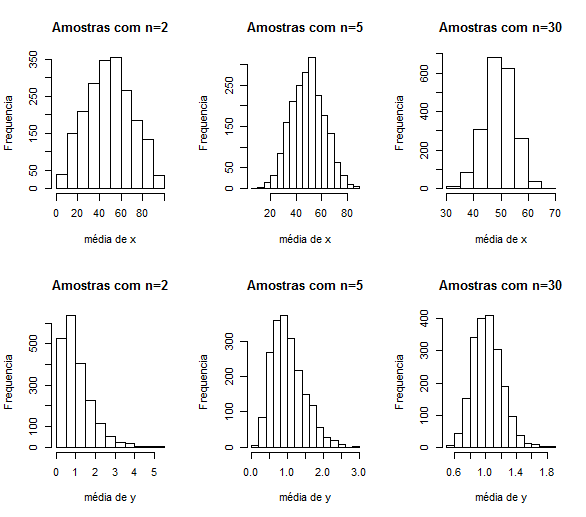 Amostras com n=2
Frequencia
0 50 150 250 350
0 20 40 60 80
média de x
Amostras com n=5
Frequencia
0 50 150 250
20 40 60 80
média de x
Amostras com n=30
Frequencia
0 200 400 600
30 40 50 60 70
média de x
Amostras com n=2
Frequencia
0 100 300 500
0 1 2 3 4 5
média de y
Amostras com n=5
Frequencia
0 100 200 300
0.0 1.0 2.0 3.0
média de y
Amostras com n=30
Frequencia
0 100 200 300 400
0.6 1.0 1.4 1.8
média de y